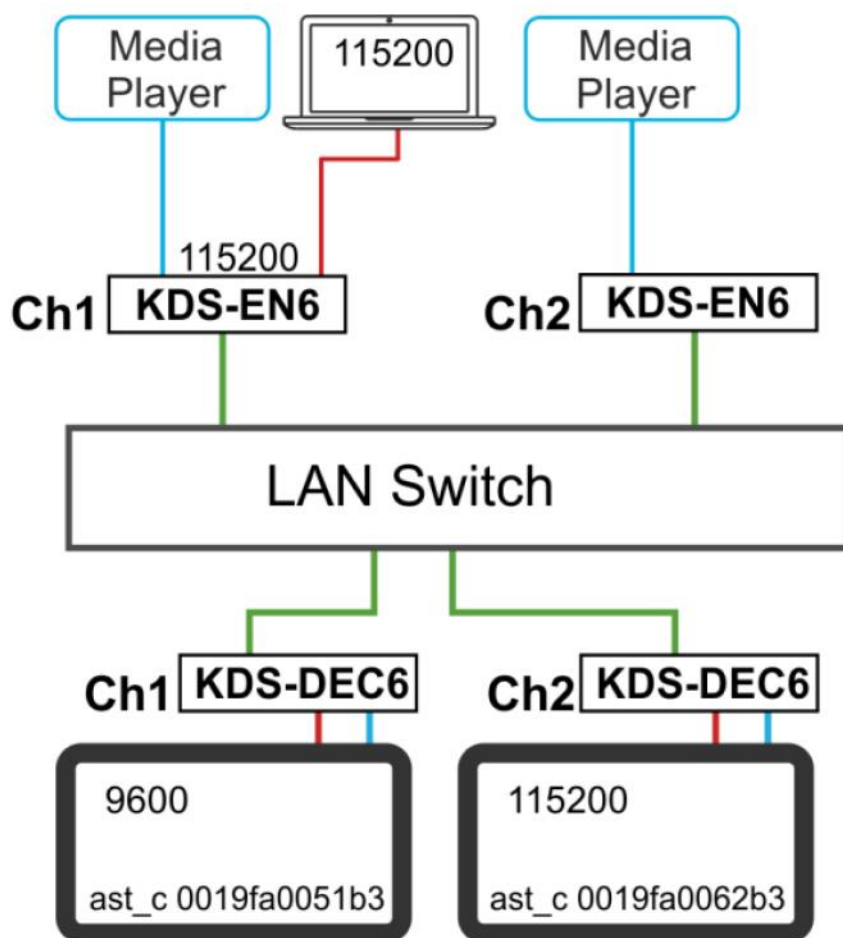 Media
Player
115200
Media
Player
115200
Ch1 KDS-EN6
Ch2 KDS-EN6
LAN Switch
Ch1 KDS-DEC6
Ch2 KDS-DEC6
9600
ast_c 0019fa0051b3
115200
ast_c 0019fa0062b3